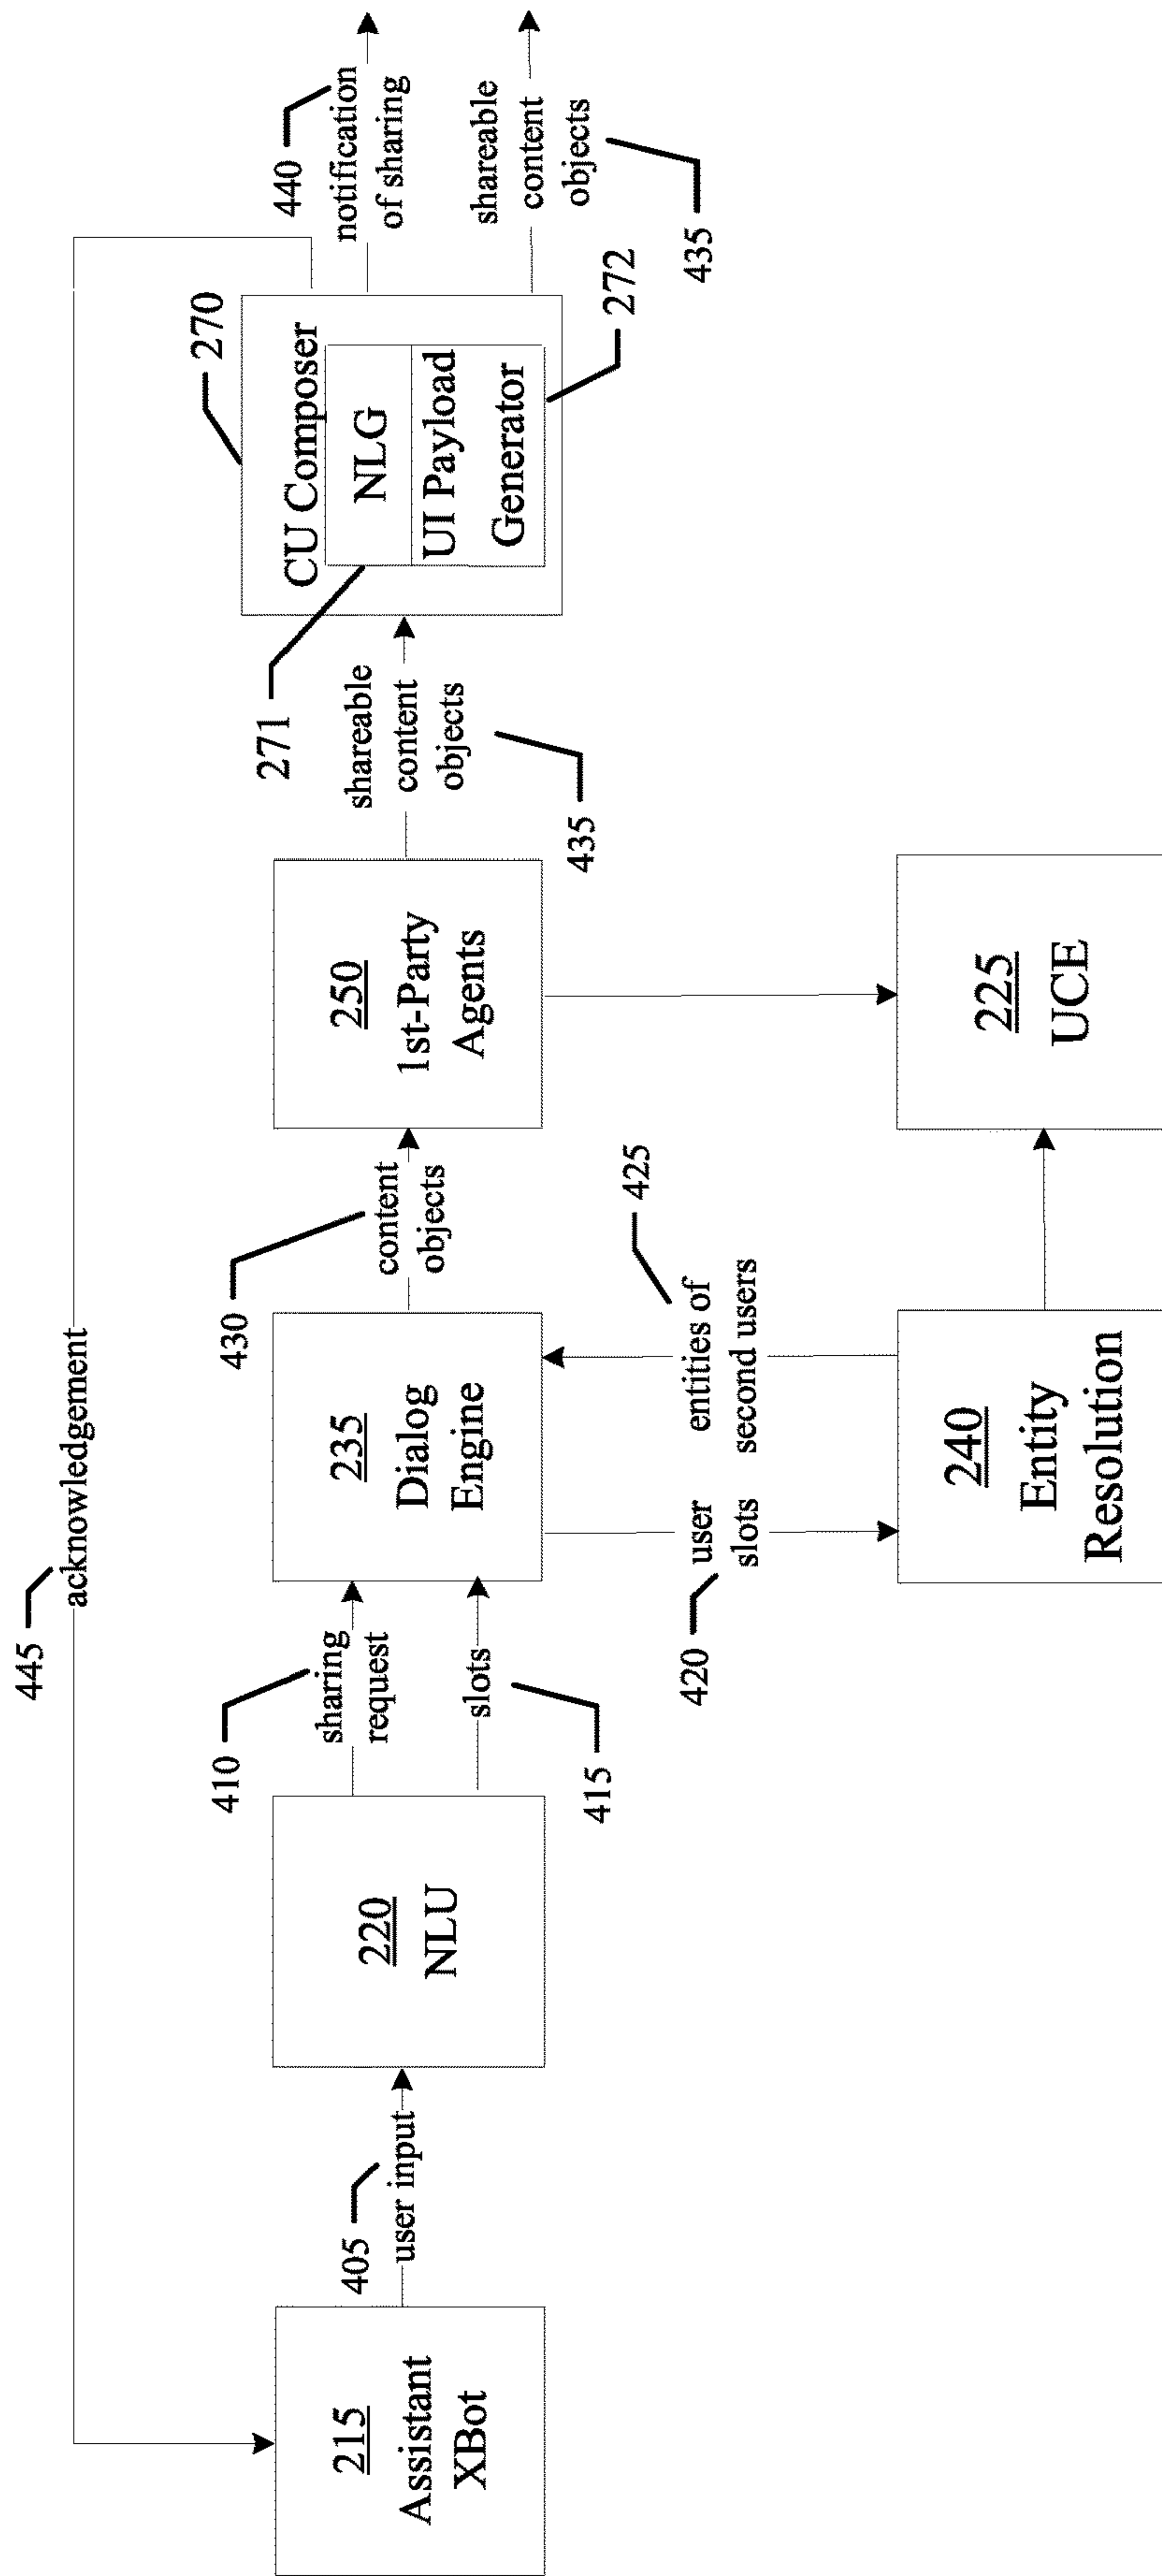 445
acknowledgement
215
Assistant
XBot
405
user input
220
NLU
410
sharing
request
slots
415
235
Dialog
Engine
420
user
slots
425
entities of
second users
240
Entity
Resolution
430
content
objects
250
1st-Party
Agents
225
UCE
shareable
content
objects
435
270
CU Composer
NLG
UI Payload
Generator
271
272
440
notification
of sharing
shareable
content
objects
435